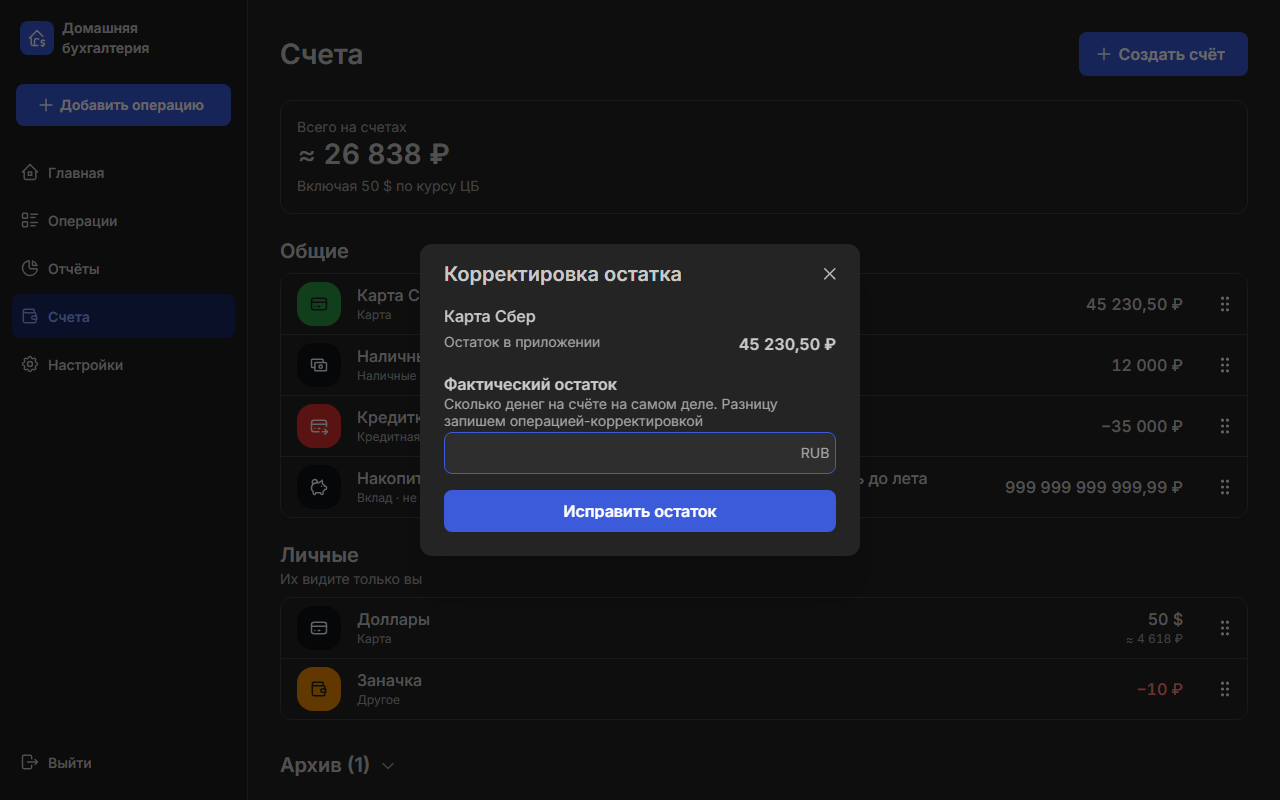 Домашняя
бухгалтерия
Добавить операцию
Главная
Операции
Отчёты
Счета
Настройки
Выйти
Счета
Создать счёт
Всего на счетах
≈ 26 838 ₽
Включая 50 $ по курсу ЦБ
Общие
Карта С
Карта
45 230,50 ₽
Наличн
Наличные
12 000 ₽
Кредитк
Кредитная
−35 000 ₽
Накопит
Вклад · не
до лета
999 999 999 999,99 ₽
Корректировка остатка
Карта Сбер
Остаток в приложении
45 230,50 ₽
Фактический остаток
Сколько денег на счёте на самом деле. Разницу
запишем операцией-корректировкой
RUB
Исправить остаток
Личные
Их видите только вы
Доллары
Карта
50 $
≈ 4 618 ₽
Заначка
Другое
−10 ₽
Архив (1)